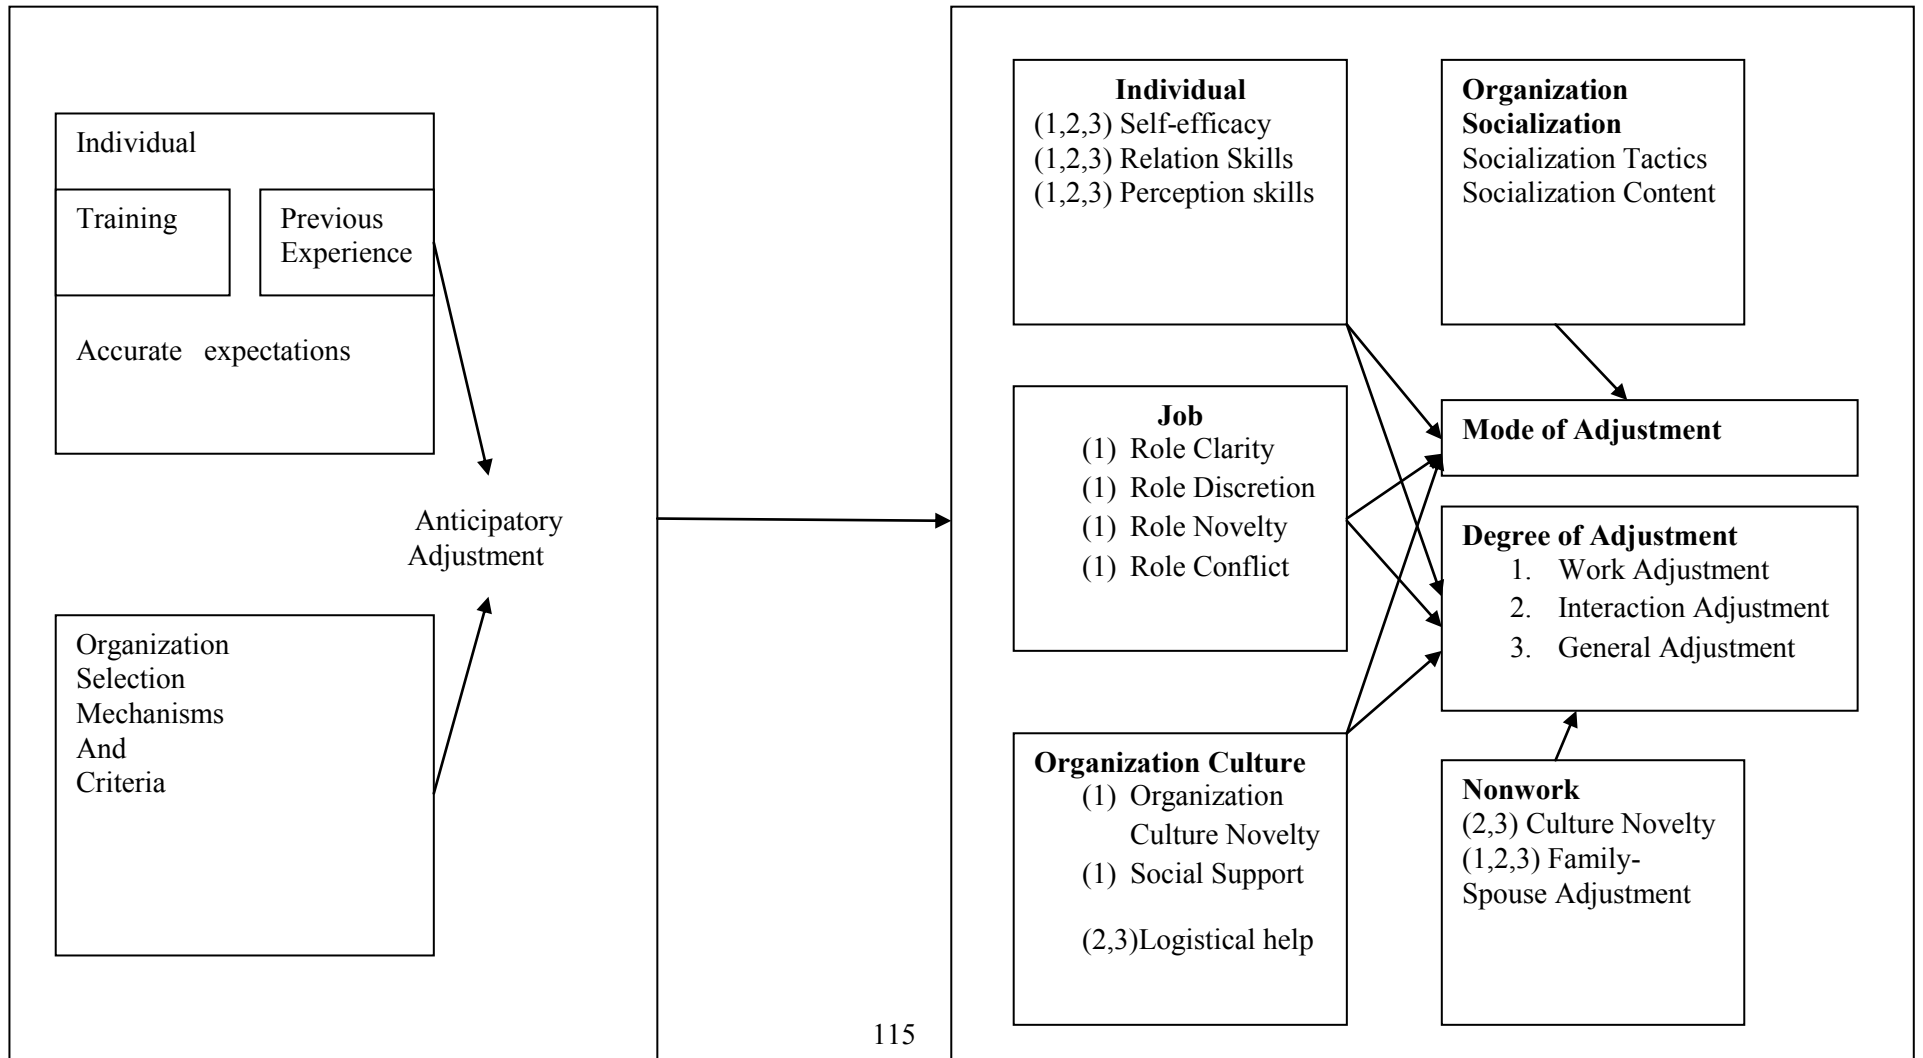 Individual
Training
Previous
Experience
Accurate expectations
Anticipatory
Adjustment
Organization
Selection
Mechanisms
And
Criteria
Individual
(1,2,3) Self-efficacy
(1,2,3) Relation Skills
(1,2,3) Perception skills
Organization
Socialization
Socialization Tactics
Socialization Content
Job
(1) Role Clarity
(1) Role Discretion
(1) Role Novelty
(1) Role Conflict
Mode of Adjustment
Degree of Adjustment
1. Work Adjustment
2. Interaction Adjustment
3. General Adjustment
Organization Culture
(1) Organization
Culture Novelty
(1) Social Support
(2,3)Logistical help
Nonwork
(2,3) Culture Novelty
(1,2,3) Family-
Spouse Adjustment
115